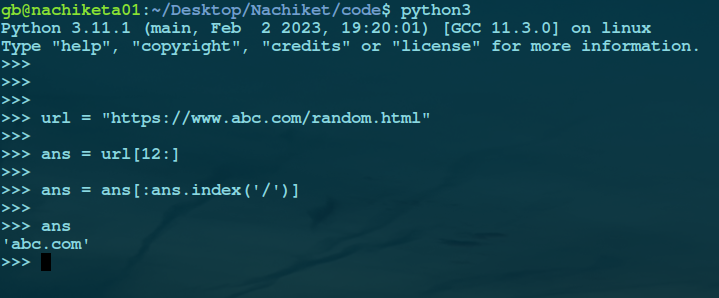 gb@nachiketa01:~/Desktop/Nachiket/code$ python3
Python 3.11.1 (main, Feb  2 2023, 19:20:01) [GCC 11.3.0] on linux
Type "help", "copyright", "credits" or "license" for more information.
>>>
>>>
>>>
>>> url = "https://www.abc.com/random.html"
>>>
>>> ans = url[12:]
>>>
>>> ans = ans[:ans.index('/')]
>>>
>>> ans
'abc.com'
>>>